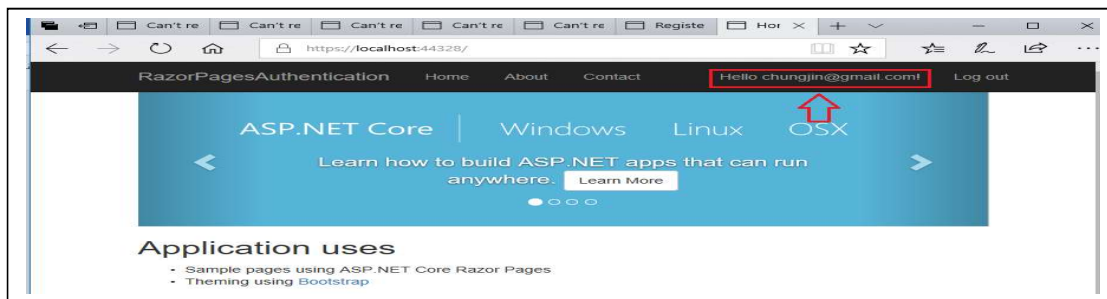 Can't re Can't re Can't re Can't re Can't re Registe Hor
https://localhost:44328/
RazorPagesAuthentication Home About Contact Hello chungjin@gmail.com! Log out
ASP.NET Core Windows Linux OSX
Learn how to build ASP.NET apps that can run
anywhere. Learn More
Application uses
• Sample pages using ASP.NET Core Razor Pages
• Theming using Bootstrap